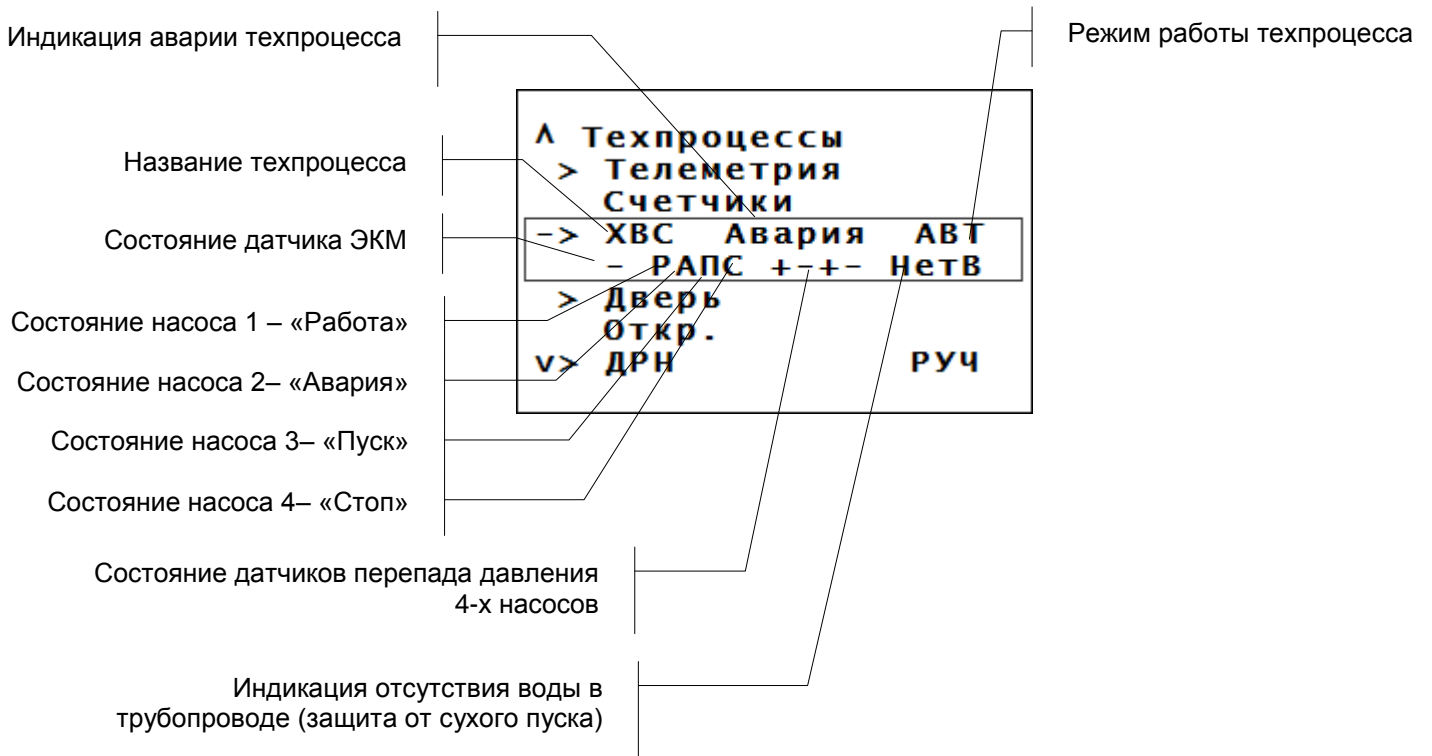 Индикация аварии техпроцесса
Режим работы техпроцесса
Название техпроцесса
Состояние датчика ЭКМ
Состояние насоса 1 – «Работа»
Состояние насоса 2– «Авария»
Состояние насоса 3– «Пуск»
Состояние насоса 4– «Стоп»
Состояние датчиков перепада давления
4-х насосов
Индикация отсутствия воды в
трубопроводе (защита от сухого пуска)
Λ Техпроцессы
> Телеметрия
Счетчики
-> ХВС Авария АВТ
- РАПС +-+- НетВ
> Дверь
Откр.
v> ДРН РУЧ